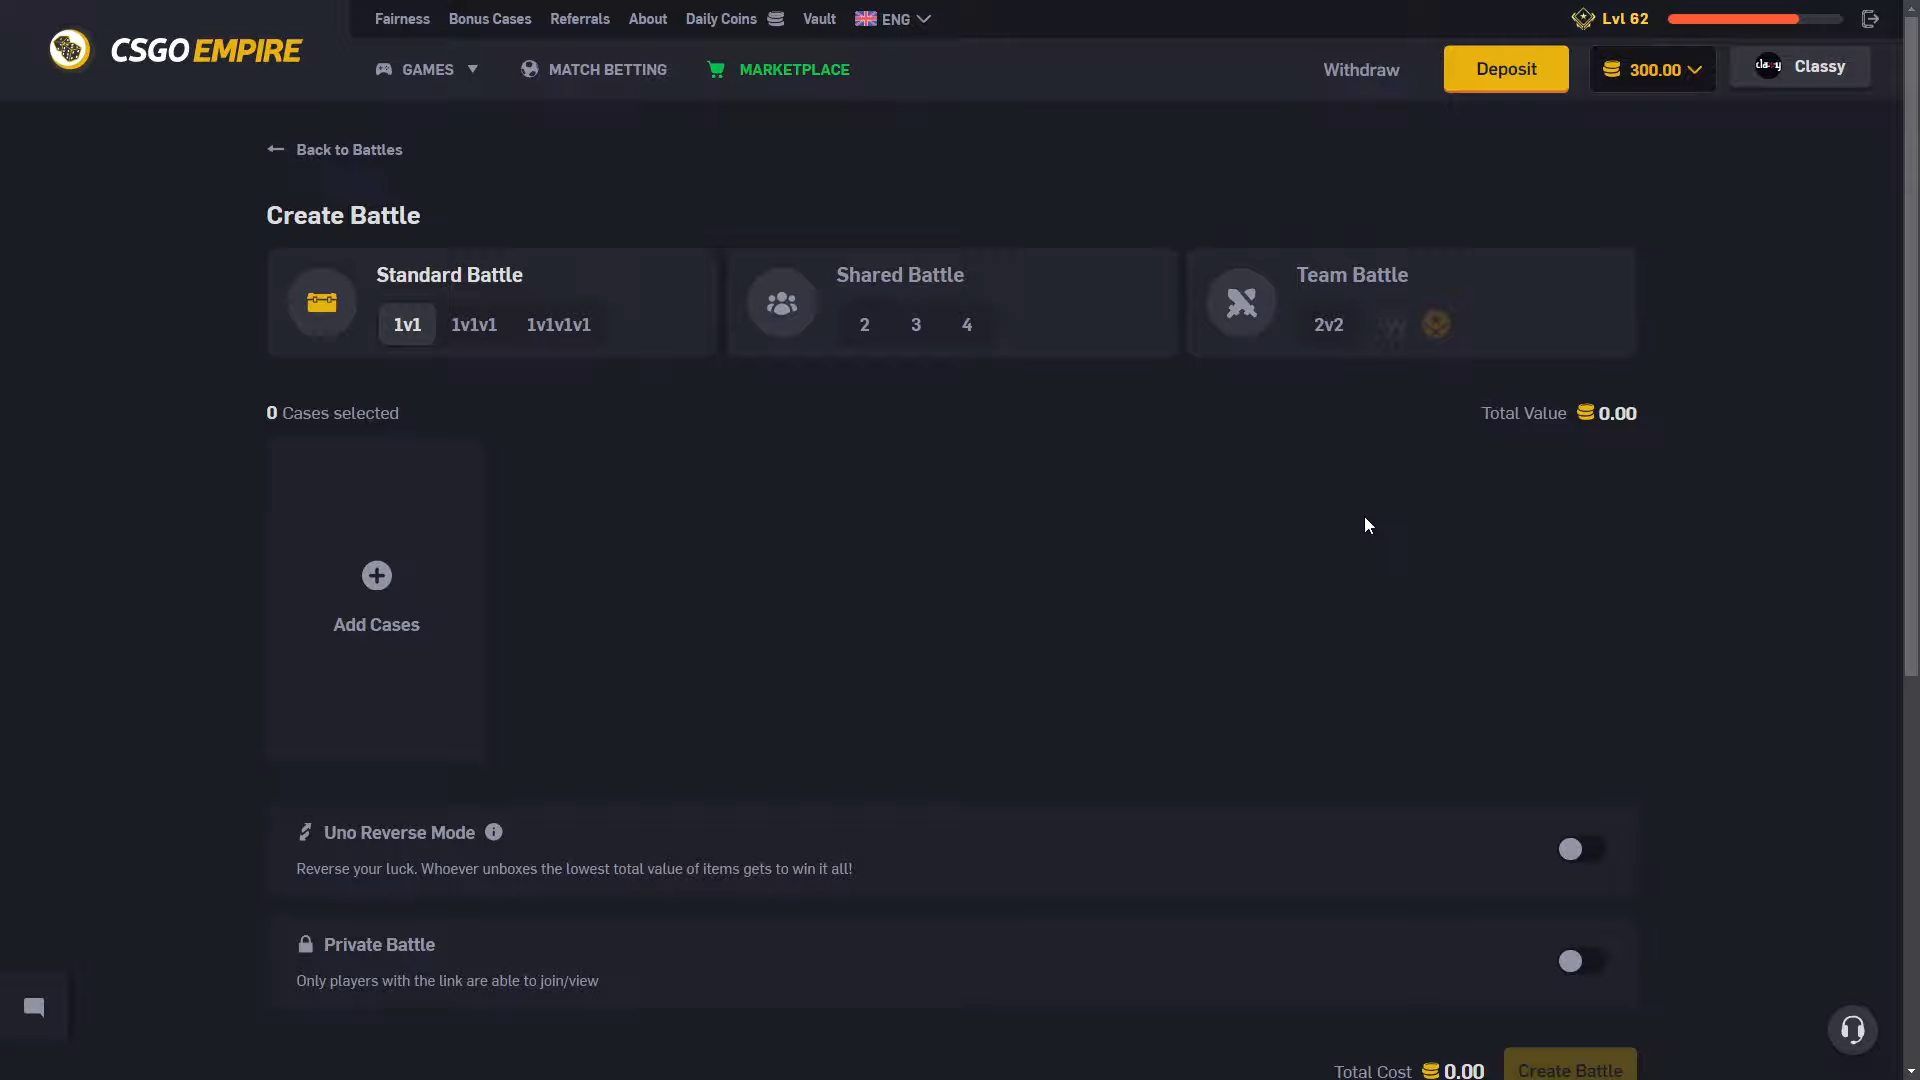 Fairness Bonus Cases Referrals About Daily Coins Vault ENG Lvl 62
CSGOEMPIRE
GAMES MATCH BETTING MARKETPLACE Withdraw Deposit 300.00 classy Classy
Back to Battles
Create Battle
Standard Battle
1v1 1v1v1 1v1v1v1
Shared Battle
2 3 4
Team Battle
2v2
0 Cases selected
Total Value 0.00
Add Cases
Uno Reverse Mode
Reverse your luck. Whoever unboxes the lowest total value of items gets to win it all!
Private Battle
Only players with the link are able to join/view
Total Cost 0.00 Create Battle